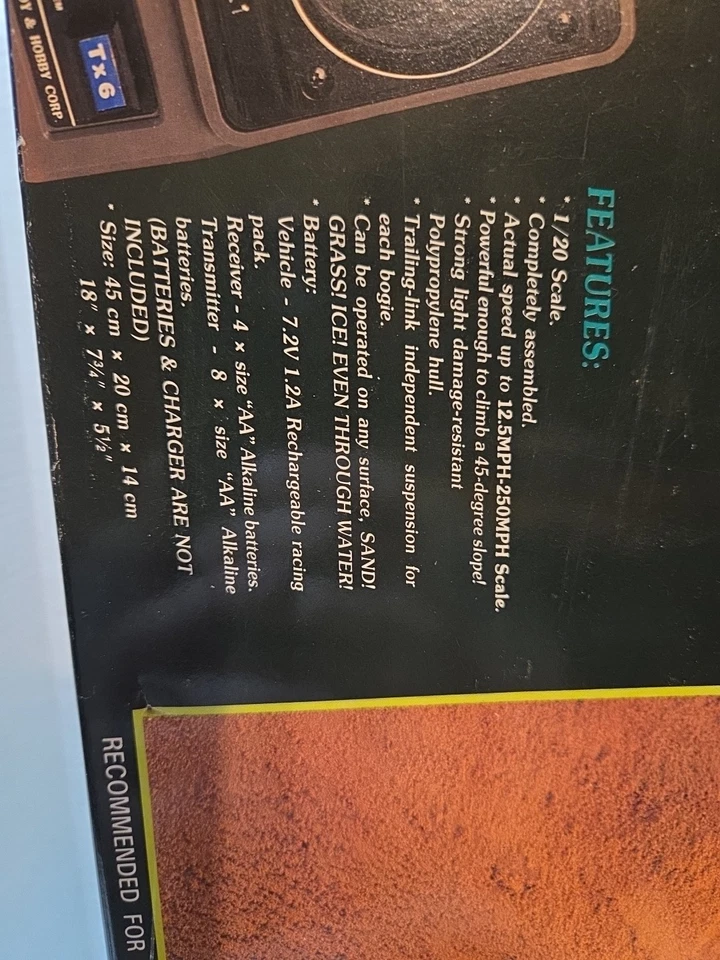 Tx6
& HOBBY CORP.
FEATURES:
* 1/20 Scale.
* Completely assembled.
* Actual speed up to 12.5MPH-250MPH Scale.
* Powerful enough to climb a 45-degree slope!
* Strong light damage-resistant
Polypropylene hull.
* Trailing-link independent suspension for
each bogie.
* Can be operated on any surface, SAND!
GRASS! ICE! EVEN THROUGH WATER!
* Battery:
Vehicle - 7.2V 1.2A Rechargeable racing
pack.
Receiver - 4 × size "AA" Alkaline batteries.
Transmitter - 8 × size "AA" Alkaline
batteries.
(BATTERIES & CHARGER ARE NOT
INCLUDED)
* Size: 45 cm × 20 cm × 14 cm
18" × 7¾" × 5½"
RECOMMENDED FOR